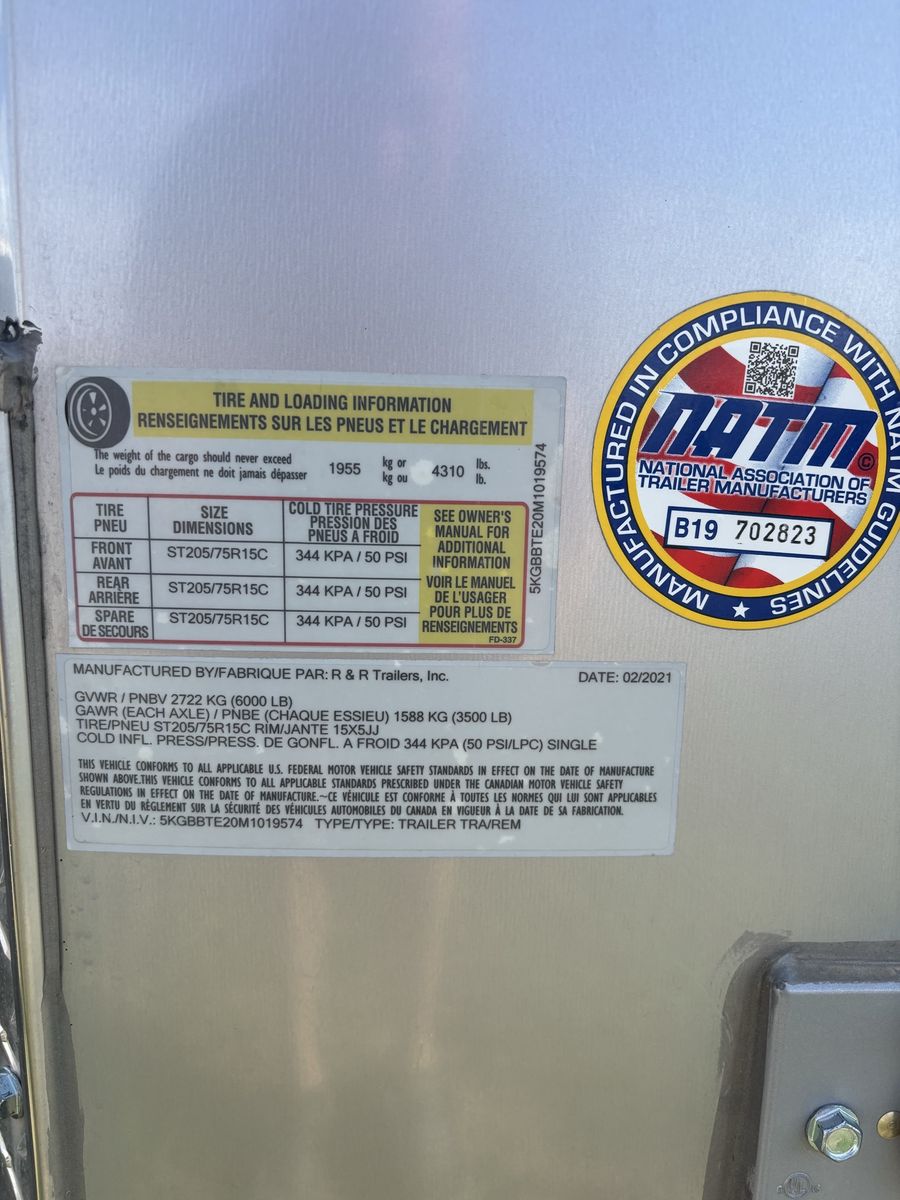 TIRE AND LOADING INFORMATION
RENSEIGNEMENTS SUR LES PNEUS ET LE CHARGEMENT
The weight of the cargo should never exceed
Le poids du chargement ne doit jamais dépasser
1955 kg or 4310 lbs.
kg ou lb.
TIRE SIZE COLD TIRE PRESSURE
PNEU DIMENSIONS PRESSION DES
PNEUS A FROID
FRONT ST205/75R15C 344 KPA / 50 PSI
AVANT
REAR ST205/75R15C 344 KPA / 50 PSI
ARRIÈRE
SPARE ST205/75R15C 344 KPA / 50 PSI
DE SECOURS
SEE OWNER'S
MANUAL FOR
ADDITIONAL
INFORMATION
VOIR LE MANUEL
DE L'USAGER
POUR PLUS DE
RENSEIGNEMENTS
FD-337
5KGBBTE20M1019574
MANUFACTURED IN COMPLIANCE WITH NATM GUIDELINES
NATM ©
NATIONAL ASSOCIATION OF
TRAILER MANUFACTURERS
B19 702823
MANUFACTURED BY/FABRIQUE PAR: R & R Trailers, Inc. DATE: 02/2021
GVWR / PNBV 2722 KG (6000 LB)
GAWR (EACH AXLE) / PNBE (CHAQUE ESSIEU) 1588 KG (3500 LB)
TIRE/PNEU ST205/75R15C RIM/JANTE 15X5JJ
COLD INFL. PRESS/PRESS. DE GONFL. A FROID 344 KPA (50 PSI/LPC) SINGLE
THIS VEHICLE CONFORMS TO ALL APPLICABLE U.S. FEDERAL MOTOR VEHICLE SAFETY STANDARDS IN EFFECT ON THE DATE OF MANUFACTURE
SHOWN ABOVE.THIS VEHICLE CONFORMS TO ALL APPLICABLE STANDARDS PRESCRIBED UNDER THE CANADIAN MOTOR VEHICLE SAFETY
REGULATIONS IN EFFECT ON THE DATE OF MANUFACTURE.~CE VÉHICULE EST CONFORME À TOUTES LES NORMES QUI LUI SONT APPLICABLES
EN VERTU DU RÈGLEMENT SUR LA SÉCURITÉ DES VÉHICULES AUTOMOBILES DU CANADA EN VIGUEUR À LA DATE DE SA FABRICATION.
V.I.N./N.I.V.: 5KGBBTE20M1019574 TYPE/TYPE: TRAILER TRA/REM